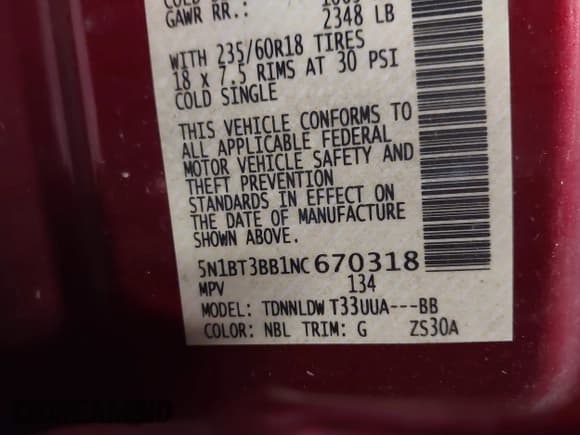 GAWR RR.:
2348 LB
WITH 235/60R18 TIRES
18 x 7.5 RIMS AT 30 PSI
COLD SINGLE
THIS VEHICLE CONFORMS TO
ALL APPLICABLE FEDERAL
MOTOR VEHICLE SAFETY AND
THEFT PREVENTION
STANDARDS IN EFFECT ON
THE DATE OF MANUFACTURE
SHOWN ABOVE.
5N1BT3BB1NC670318
MPV 134
MODEL: TDNNLDW T33UUA---BB
COLOR: NBL TRIM: G ZS30A